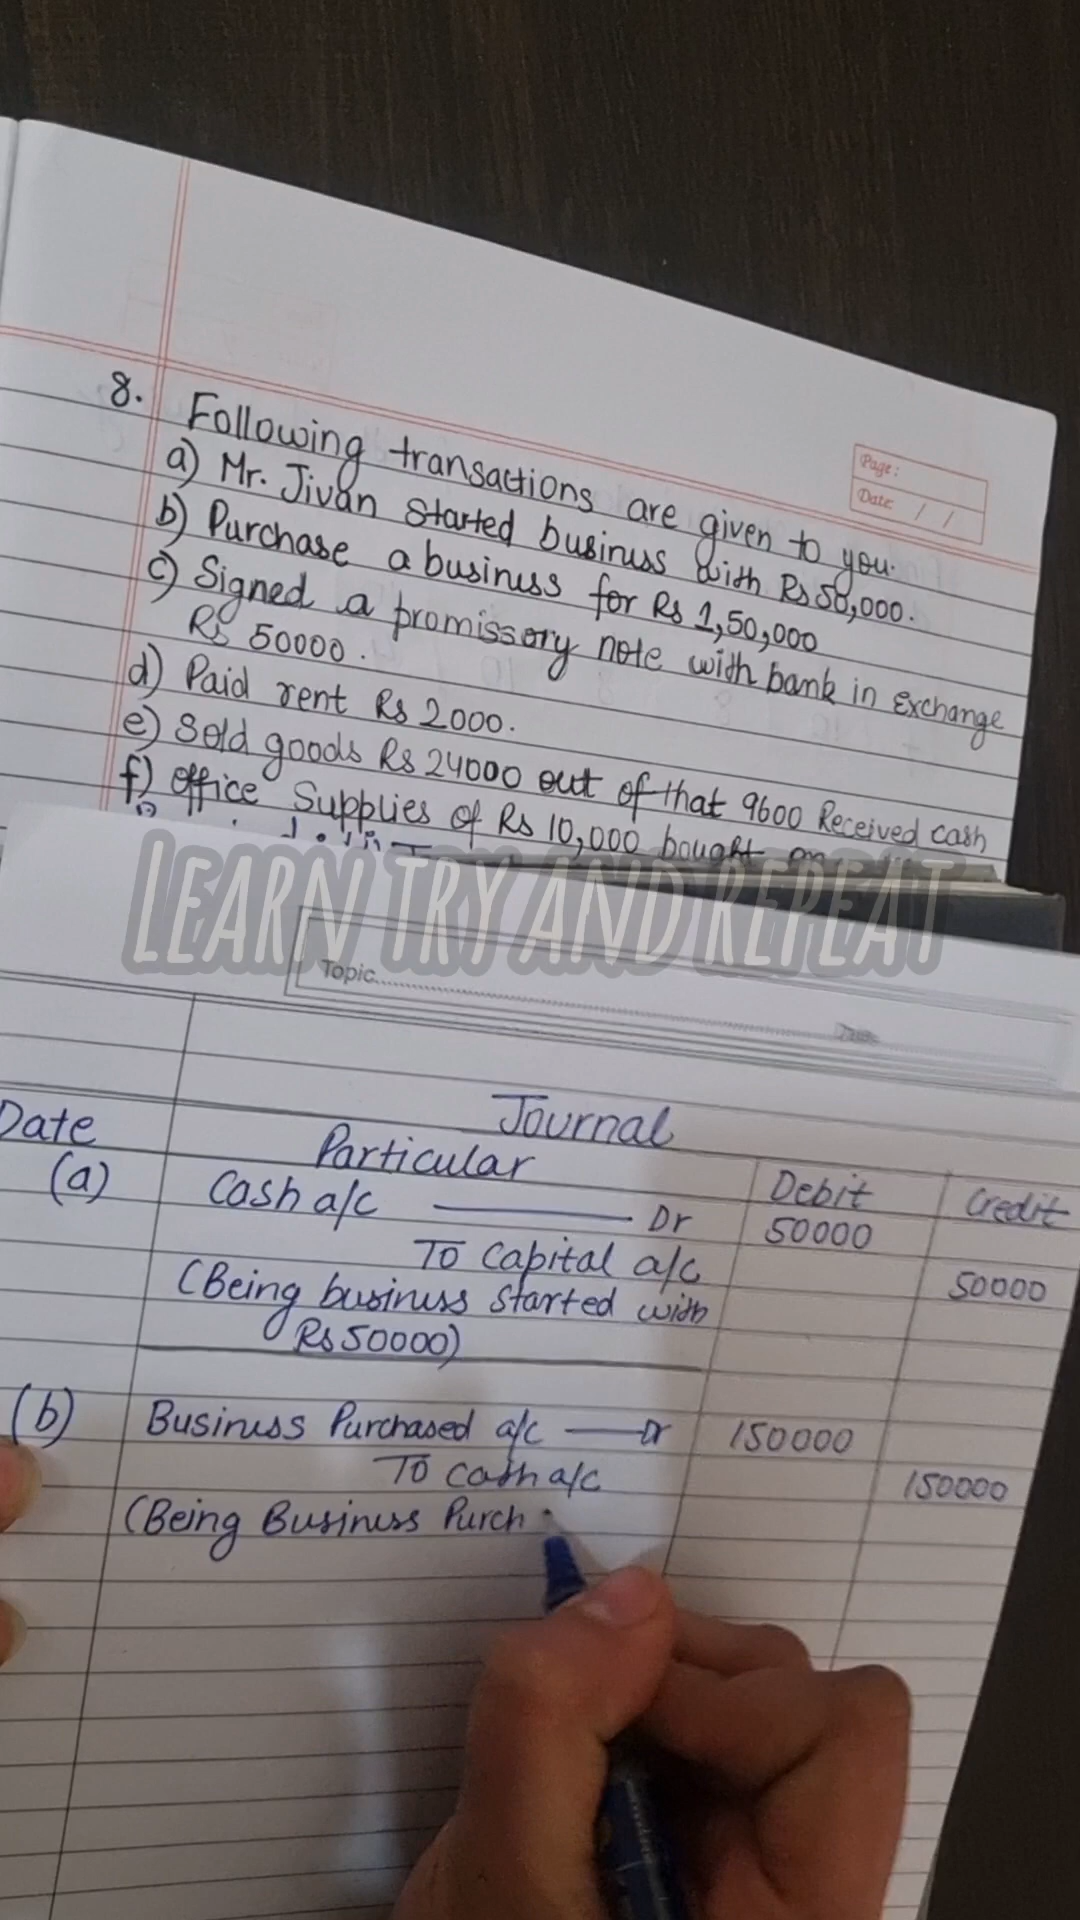 8. Following transactions are given to you.
a) Mr. Jivan Started business with Rs 50,000.
b) Purchase a business for Rs 1,50,000
c) Signed a promissory note with bank in exchange
Rs 50000.
d) Paid rent Rs 2000.
e) Sold goods Rs 24000 out of that 9600 Received cash
f) office Supplies of Rs 10,000 bought
Page:
Date / /
LEARN TRY AND REPEAT
Topic
Date
Journal
Date Particular Debit Credit
(a) Cash a/c Dr 50000
To Capital a/c 50000
(Being business Started with
Rs 50000)
(b) Business Purchased a/c Dr 150000
To Cash a/c 150000
(Being Business Purch